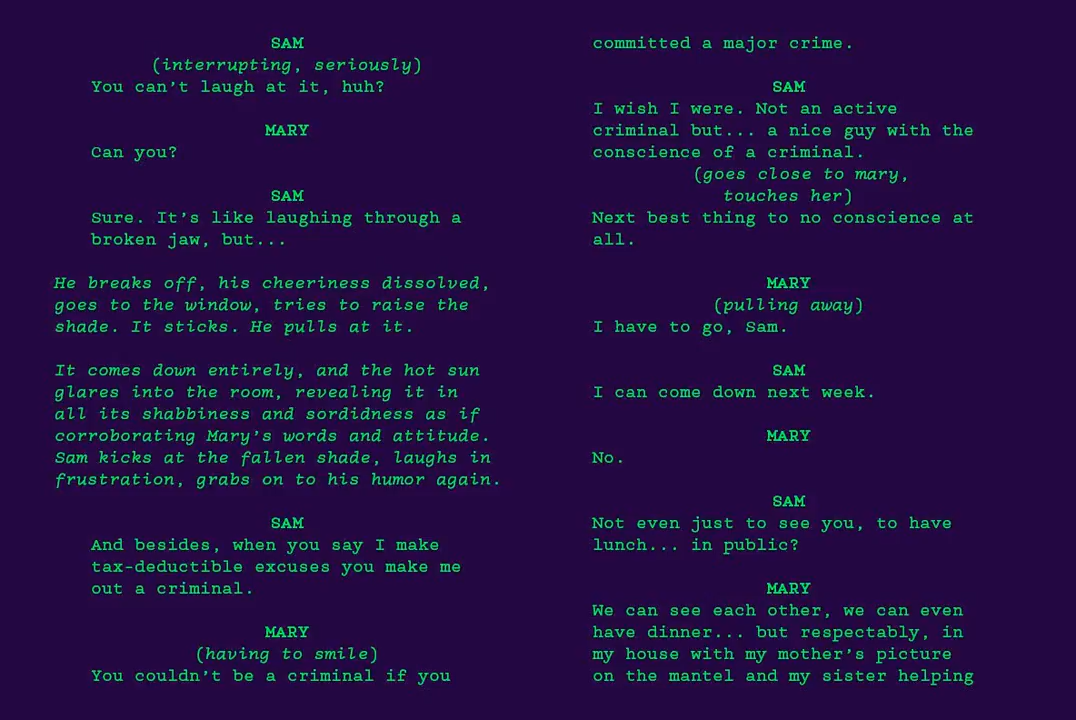 SAM
(interrupting, seriously)
You can't laugh at it, huh?
MARY
Can you?
SAM
Sure. It's like laughing through a
broken jaw, but...
He breaks off, his cheeriness dissolved,
goes to the window, tries to raise the
shade. It sticks. He pulls at it.
It comes down entirely, and the hot sun
glares into the room, revealing it in
all its shabbiness and sordidness as if
corroborating Mary's words and attitude.
Sam kicks at the fallen shade, laughs in
frustration, grabs on to his humor again.
SAM
And besides, when you say I make
tax-deductible excuses you make me
out a criminal.
MARY
(having to smile)
You couldn't be a criminal if you
committed a major crime.
SAM
I wish I were. Not an active
criminal but... a nice guy with the
conscience of a criminal.
(goes close to mary,
touches her)
Next best thing to no conscience at
all.
MARY
(pulling away)
I have to go, Sam.
SAM
I can come down next week.
MARY
No.
SAM
Not even just to see you, to have
lunch... in public?
MARY
We can see each other, we can even
have dinner... but respectably, in
my house with my mother's picture
on the mantel and my sister helping